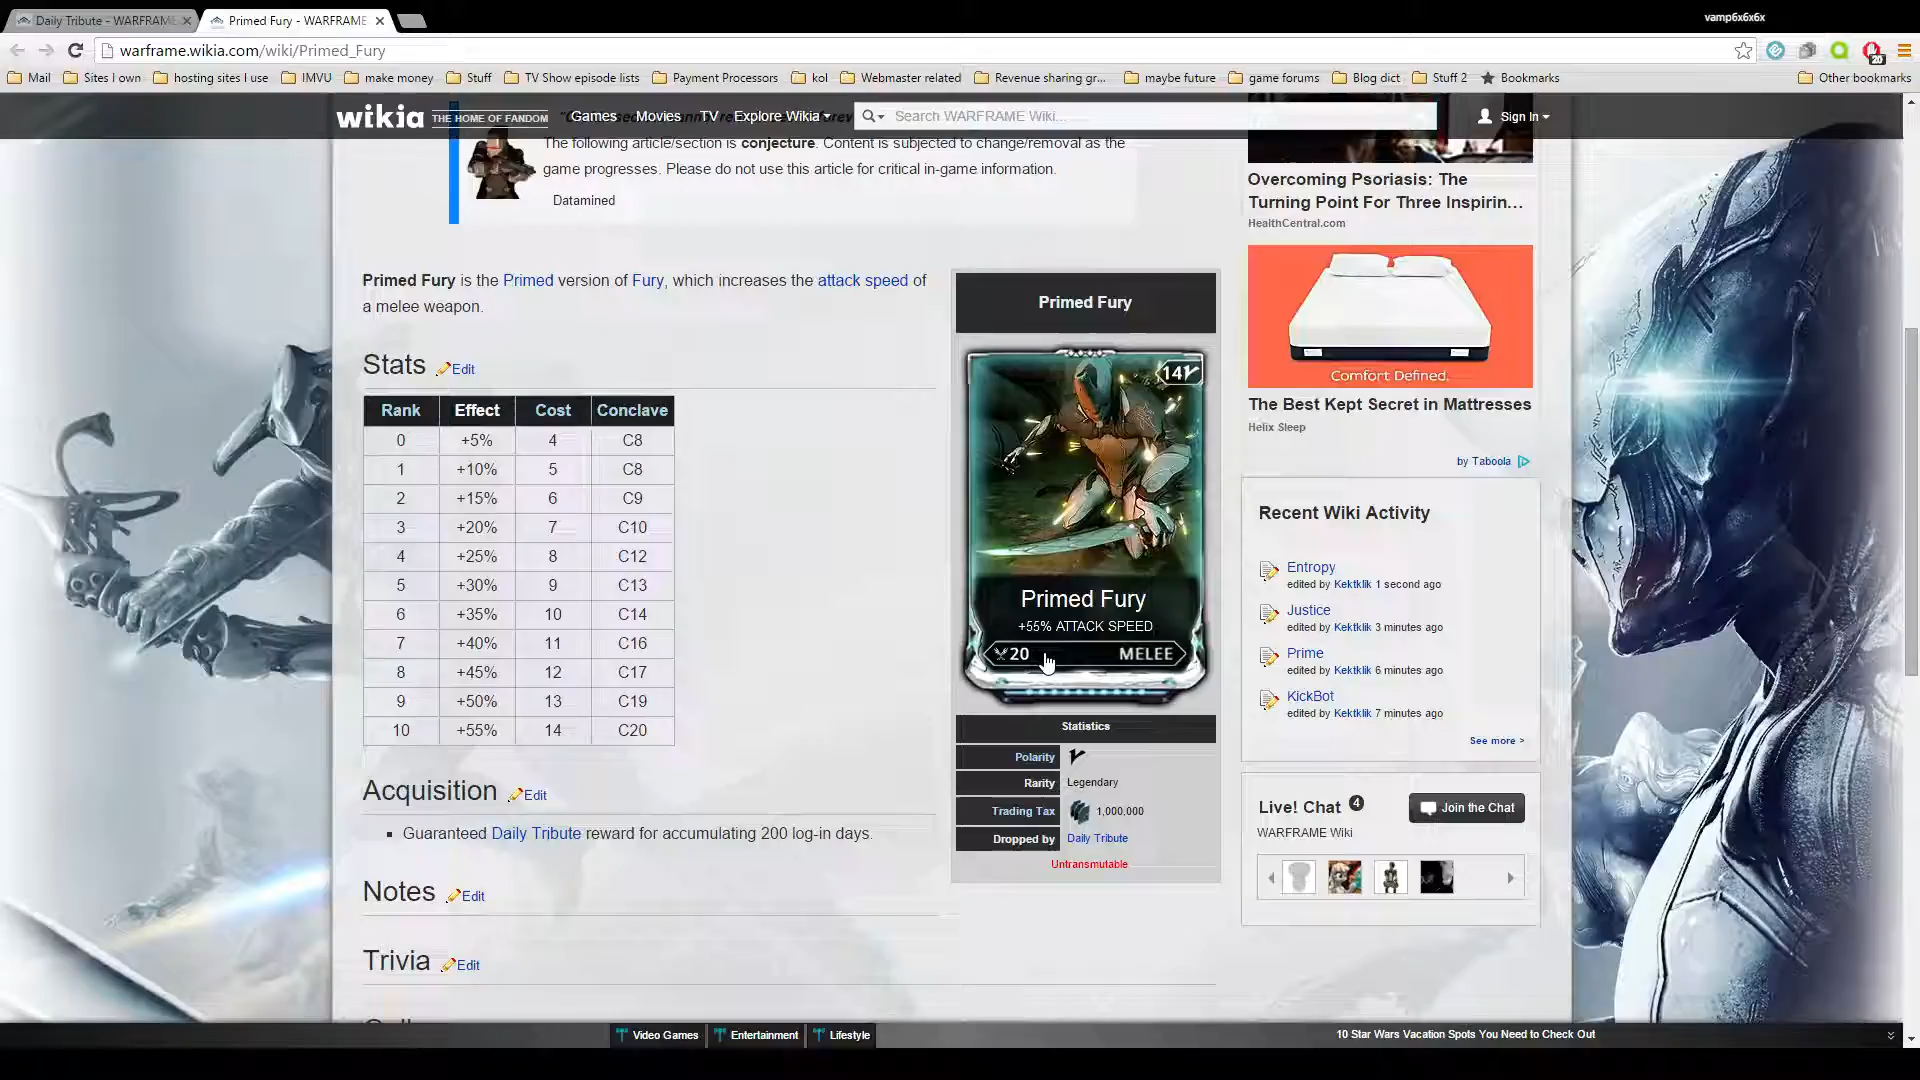 vamp6x6x6x
Daily Tribute - WARFRAME
Primed Fury - WARFRAME
warframe.wikia.com/wiki/Primed_Fury
20
Mail Sites I own hosting sites I use IMVU make money Stuff TV Show episode lists Payment Processors kol Webmaster related Revenue sharing gr... maybe future game forums Blog dict Stuff 2 Bookmarks Other bookmarks
wikia THE HOME OF FANDOM Games Movies TV Explore Wikia Search WARFRAME Wiki... Sign In
The following article/section is conjecture. Content is subjected to change/removal as the
game progresses. Please do not use this article for critical in-game information.
Datamined
Primed Fury is the Primed version of Fury, which increases the attack speed of
a melee weapon.
Stats Edit
Rank Effect Cost Conclave
0 +5% 4 C8
1 +10% 5 C8
2 +15% 6 C9
3 +20% 7 C10
4 +25% 8 C12
5 +30% 9 C13
6 +35% 10 C14
7 +40% 11 C16
8 +45% 12 C17
9 +50% 13 C19
10 +55% 14 C20
Acquisition Edit
Guaranteed Daily Tribute reward for accumulating 200 log-in days.
Notes Edit
Trivia Edit
Primed Fury
14
Primed Fury
+55% ATTACK SPEED
20 MELEE
Statistics
Polarity
Rarity Legendary
Trading Tax 1,000,000
Dropped by Daily Tribute
Untransmutable
Overcoming Psoriasis: The
Turning Point For Three Inspirin...
HealthCentral.com
Comfort Defined.
The Best Kept Secret in Mattresses
Helix Sleep
by Taboola
Recent Wiki Activity
Entropy
edited by Kektklik 1 second ago
Justice
edited by Kektklik 3 minutes ago
Prime
edited by Kektklik 6 minutes ago
KickBot
edited by Kektklik 7 minutes ago
See more >
Live! Chat 4 Join the Chat
WARFRAME Wiki
Video Games Entertainment Lifestyle
10 Star Wars Vacation Spots You Need to Check Out